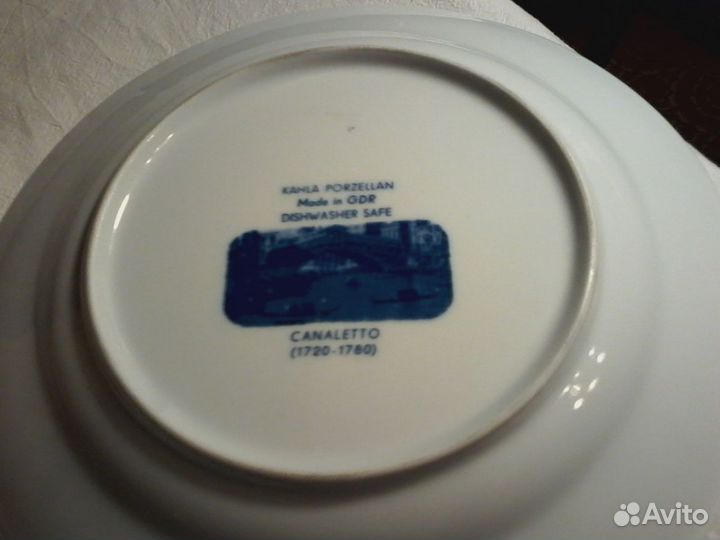 KAHLA PORZELLAN
Made in GDR
DISHWASHER SAFE
CANALETTO
(1720-1780)
Avito